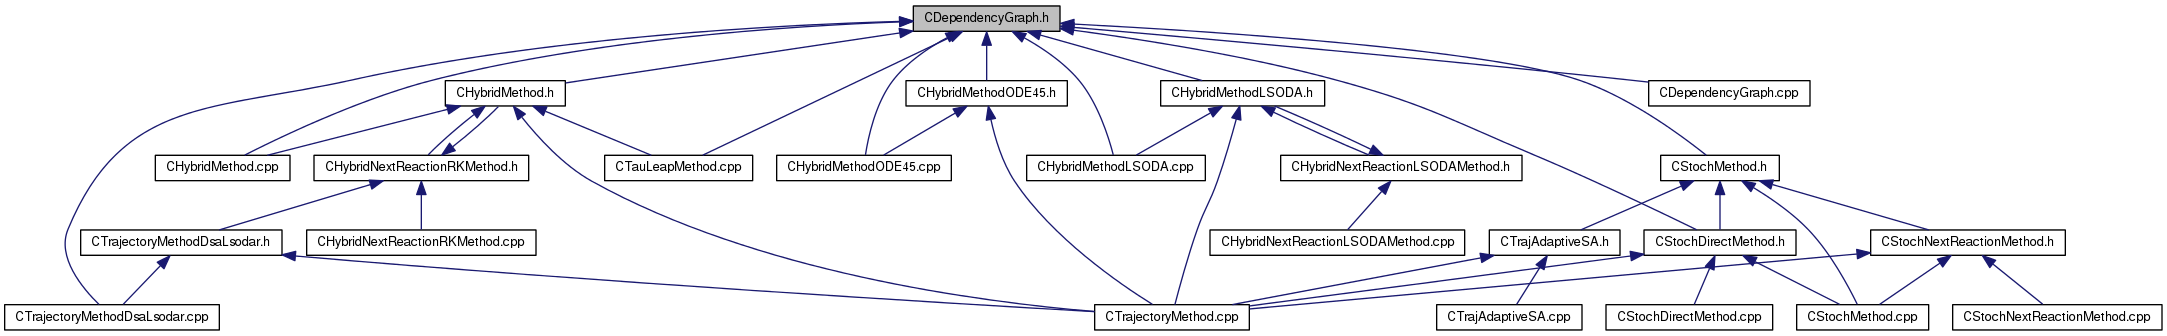 CDependencyGraph.h
CHybridMethod.h
CHybridMethodODE45.h
CHybridMethodLSODA.h
CDependencyGraph.cpp
CHybridMethod.cpp
CHybridNextReactionRKMethod.h
CTauLeapMethod.cpp
CHybridMethodODE45.cpp
CHybridMethodLSODA.cpp
CHybridNextReactionLSODAMethod.h
CStochMethod.h
CTrajectoryMethodDsaLsodar.h
CHybridNextReactionRKMethod.cpp
CHybridNextReactionLSODAMethod.cpp
CTrajAdaptiveSA.h
CStochDirectMethod.h
CStochNextReactionMethod.h
CTrajectoryMethodDsaLsodar.cpp
CTrajectoryMethod.cpp
CTrajAdaptiveSA.cpp
CStochDirectMethod.cpp
CStochMethod.cpp
CStochNextReactionMethod.cpp